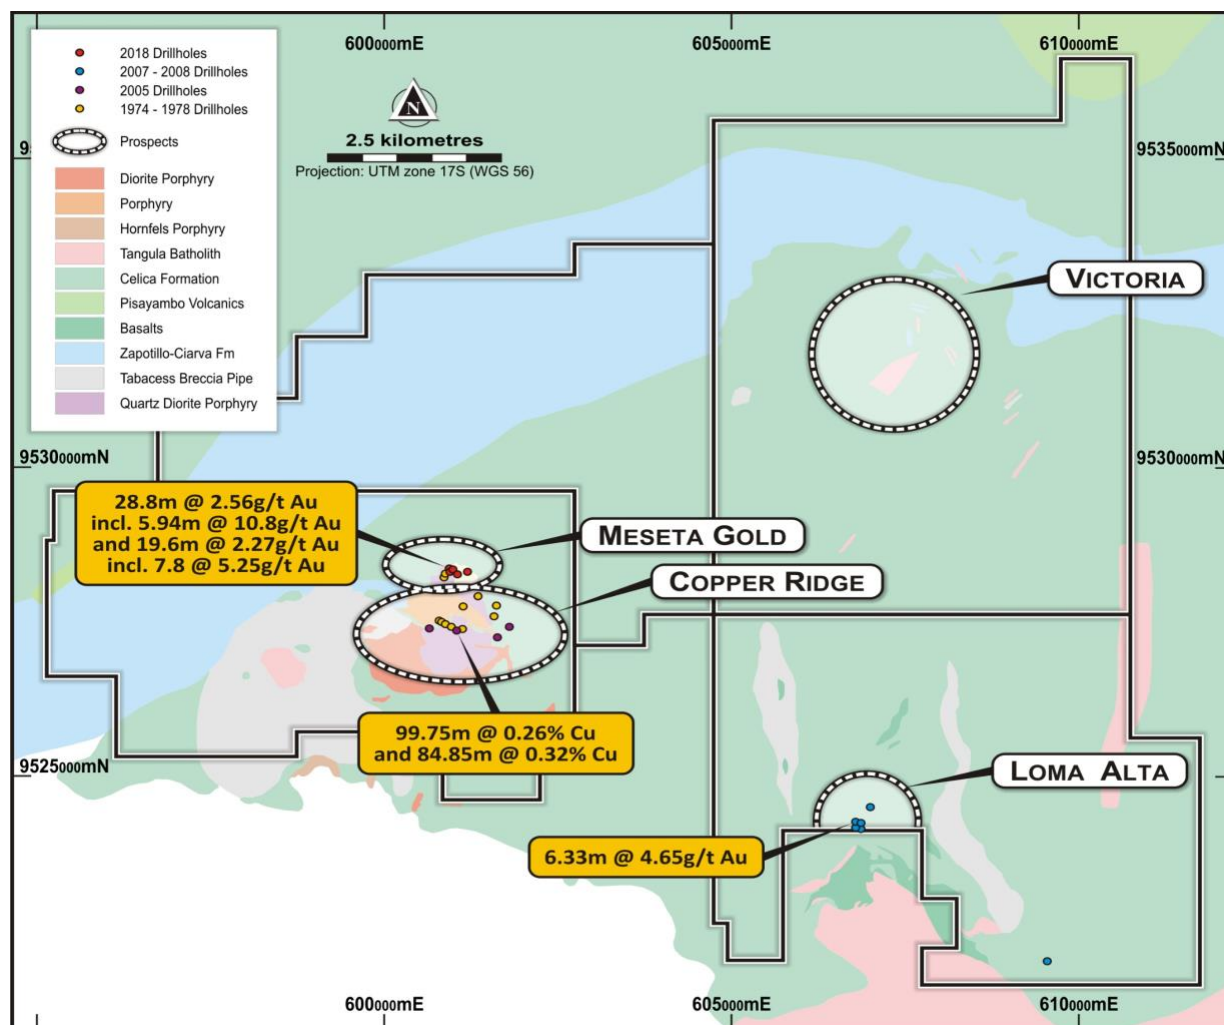 600000mE
605000mE
610000mE
2018 Drillholes
2007 - 2008 Drillholes
2005 Drillholes
1974 - 1978 Drillholes
Prospects
Diorite Porphyry
Porphyry
Hornfels Porphyry
Tangula Batholith
Celica Formation
Pisayambo Volcanics
Basalts
Zapotillo-Ciarva Fm
Tabacess Breccia Pipe
Quartz Diorite Porphyry
N
2.5 kilometres
Projection: UTM zone 17S (WGS 56)
9535000mN
VICTORIA
9530000mN
9530000mN
28.8m @ 2.56g/t Au
incl. 5.94m @ 10.8g/t Au
and 19.6m @ 2.27g/t Au
incl. 7.8 @ 5.25g/t Au
MESETA GOLD
COPPER RIDGE
99.75m @ 0.26% Cu
and 84.85m @ 0.32% Cu
9525000mN
LOMA ALTA
6.33m @ 4.65g/t Au
600000mE
605000mE
610000mE